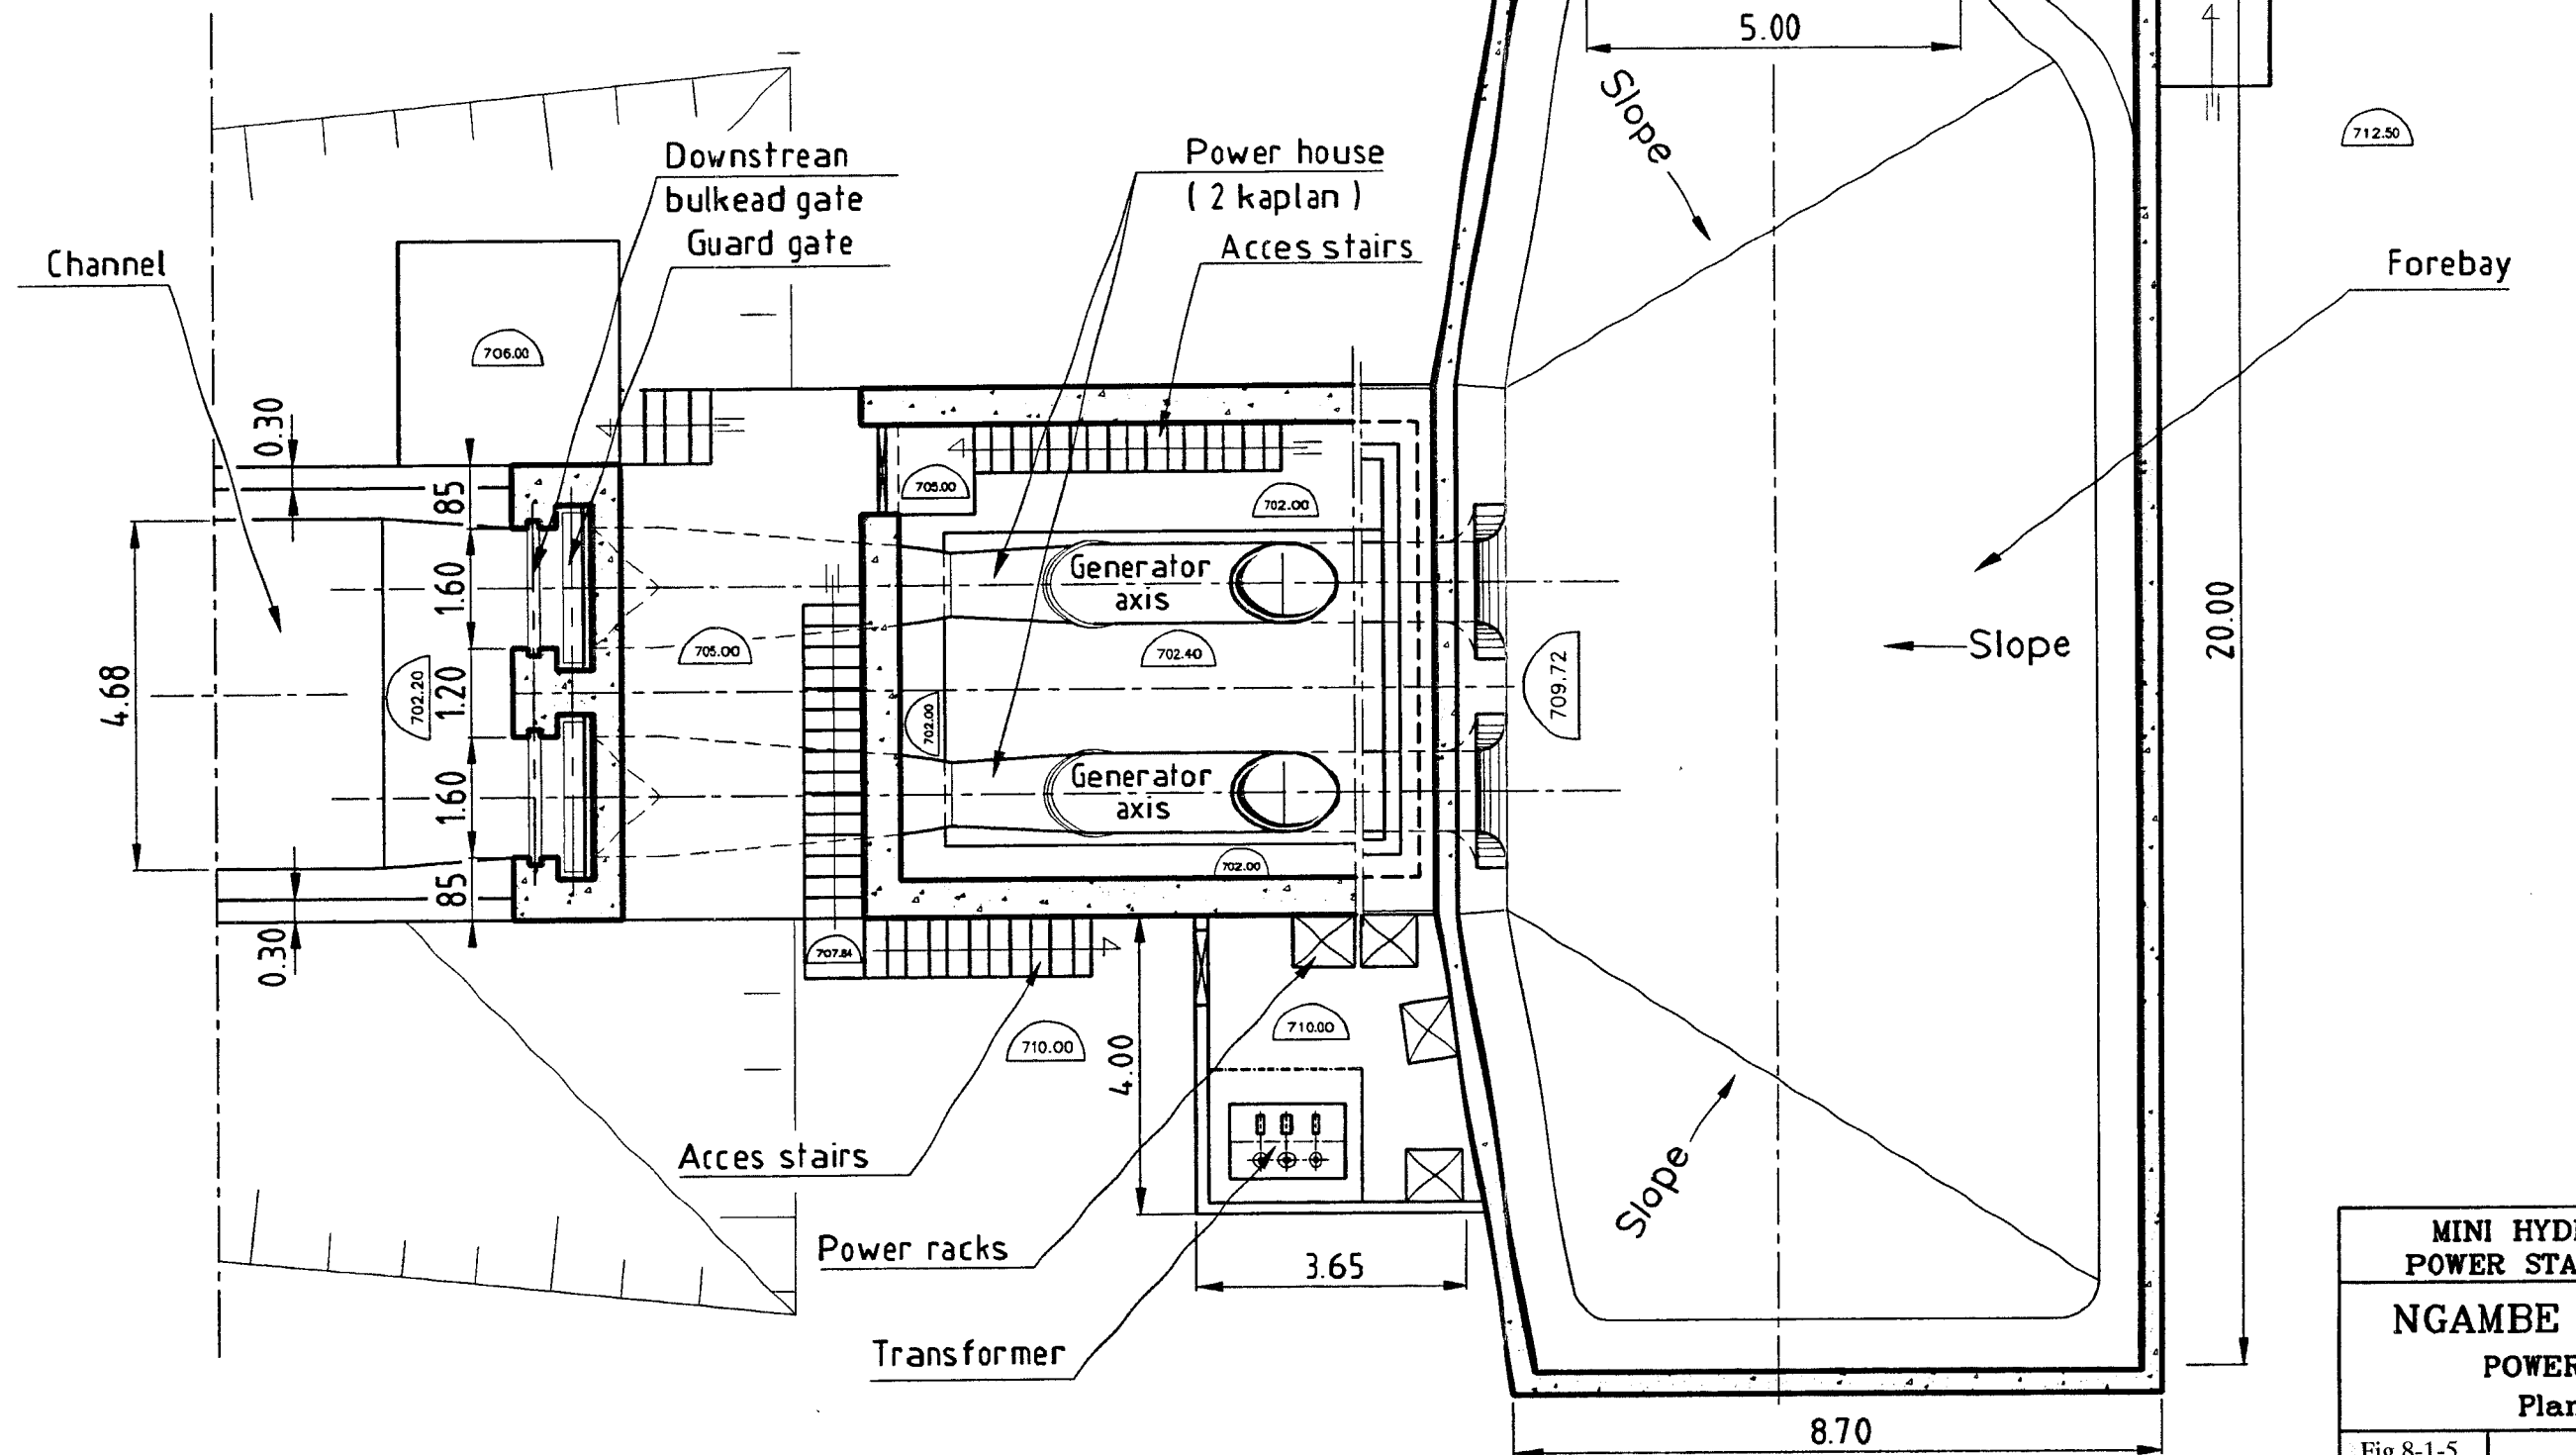 5.00
Slope
712.50
Downstrean
bulkead gate
Guard gate
Power house
( 2 kaplan )
Acces stairs
Channel
Forebay
706.00
0.30
85
1.60
1.20
1.60
85
0.30
4.68
702.20
705.00
705.00
702.00
Generator
axis
702.40
702.00
Generator
axis
702.00
709.72
Slope
20.00
707.84
710.00
710.00
4.00
Acces stairs
Power racks
3.65
Transformer
Slope
8.70
MINI HYD
POWER STA
NGAMBE
POWER
Plan
Fig 8-1-5